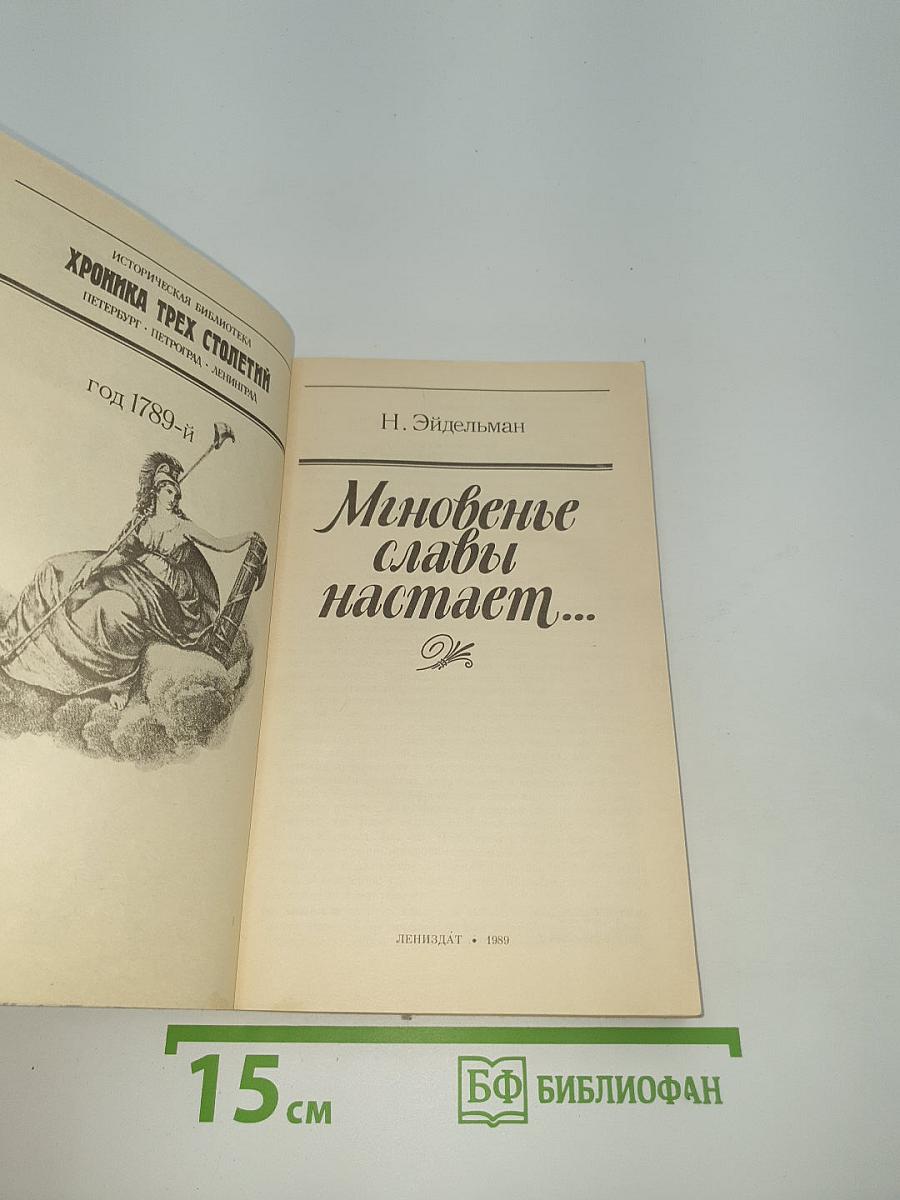 ИСТОРИЧЕСКАЯ БИБЛИОТЕКА
ХРОНИКА ТРЕХ СТОЛЕТИЙ
ПЕТЕРБУРГ · ПЕТРОГРАД · ЛЕНИНГРАД
год 1789-й
Н. Эйдельман
Мгновенье
славы
настает...
ЛЕНИЗДАТ • 1989
15 см
БФ БИБЛИОФАН